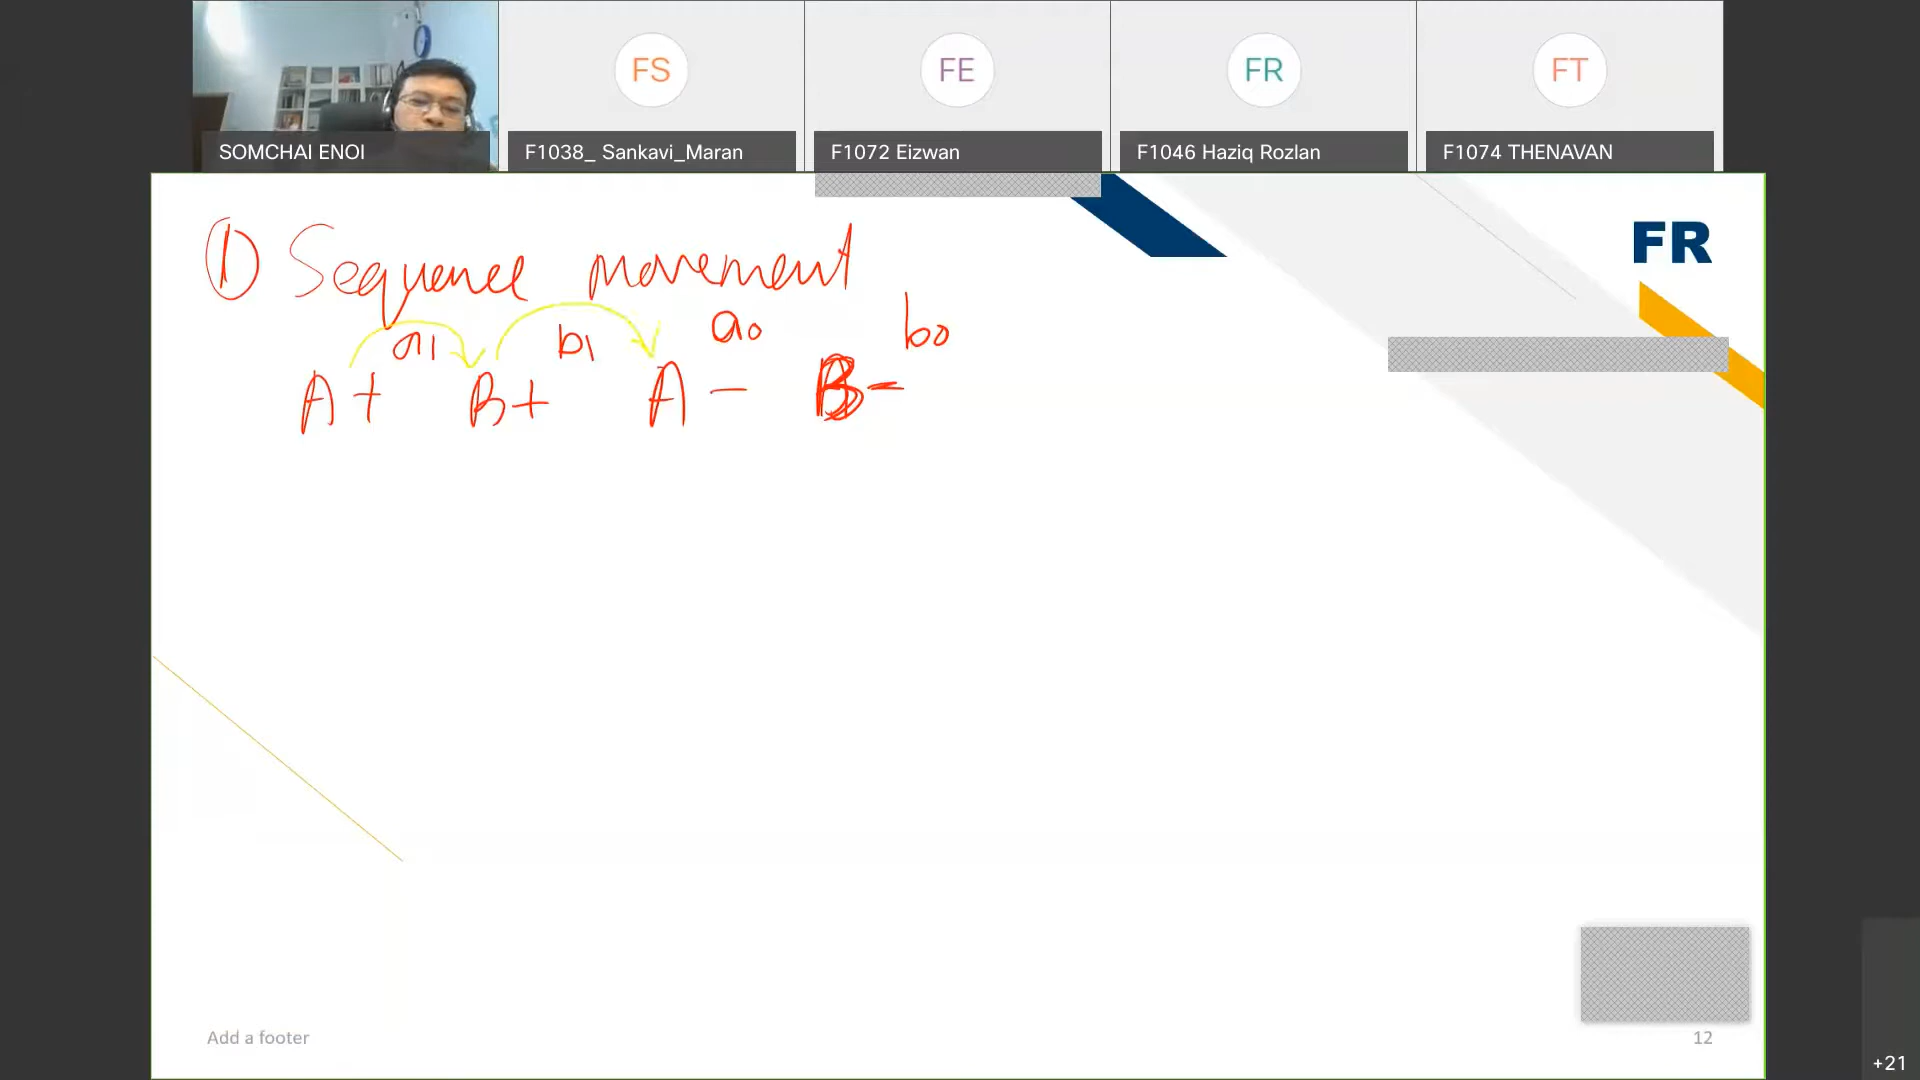 FS FE FR FT
SOMCHAI ENOI F1038_ Sankavi_Maran F1072 Eizwan F1046 Haziq Rozlan F1074 THENAVAN
FR
① Sequence movement
a1 b1 a0 b0
A+ B+ A- B-
Add a footer 12
+21